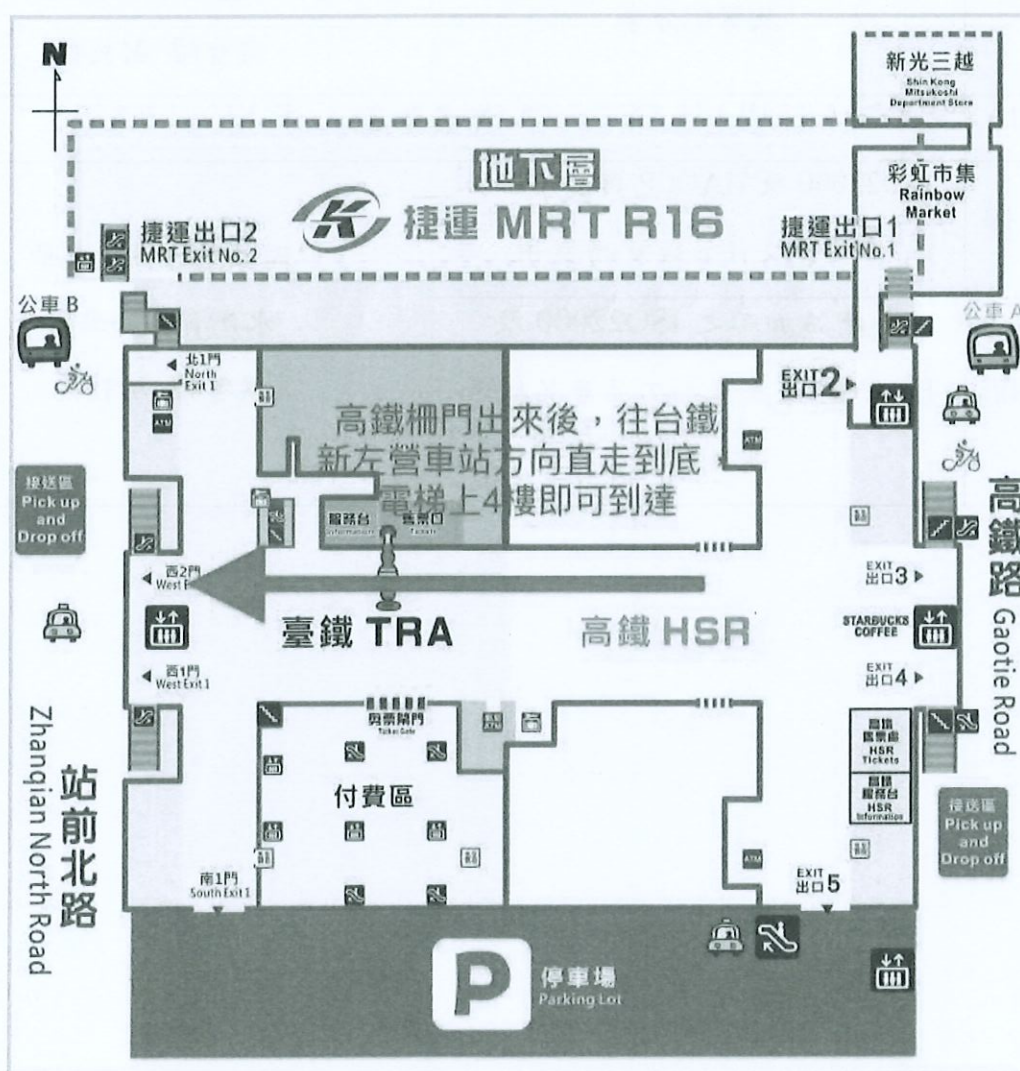 N
新光三越
Shin Kong
Mitsukoshi
Department Store
地下層
捷運 MRT R16
彩虹市集
Rainbow
Market
捷運出口2
MRT Exit No. 2
捷運出口1
MRT Exit No.1
公車 B
公車 A
北1門
North
Exit 1
ATM
EXIT
出口2
高鐵柵門出來後，往台鐵
新左營車站方向直走到底，
電梯上4樓即可到達
ATM
接送區
Pick up
and
Drop off
服務台
Information
售票口
Tickets
高鐵路
Gaotie Road
西2門
West E
EXIT
出口3
臺鐵 TRA
高鐵 HSR
STARBUCKS
COFFEE
西1門
West Exit 1
EXIT
出口4
剪票閘門
Ticket Gate
ATM
高鐵
售票處
HSR
Tickets
高鐵
服務台
HSR
Information
站前北路
Zhanqian North Road
付費區
接送區
Pick up
and
Drop off
ATM
南1門
South Exit 1
EXIT
出口5
P
停車場
Parking Lot